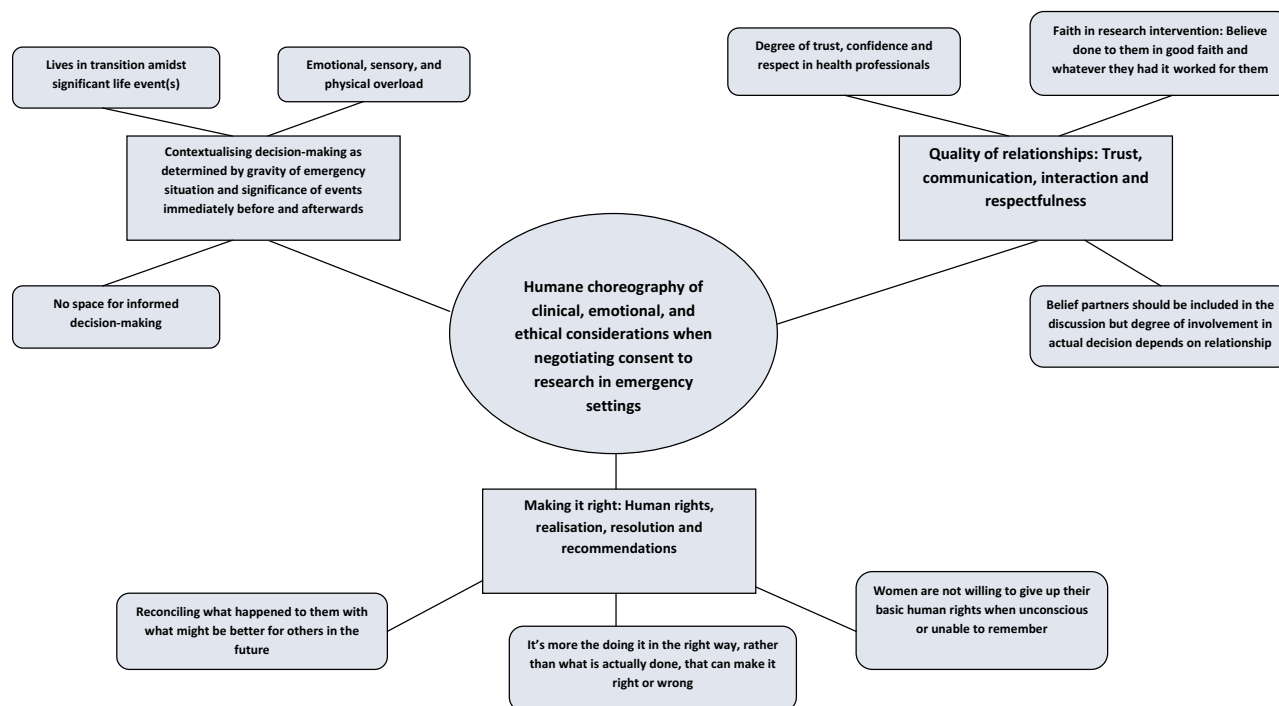 Lives in transition amidst
significant life event(s)
Emotional, sensory, and
physical overload
Contextualising decision-making as
determined by gravity of emergency
situation and significance of events
immediately before and afterwards
No space for informed
decision-making
Degree of trust, confidence and
respect in health professionals
Faith in research intervention: Believe
done to them in good faith and
whatever they had it worked for them
Quality of relationships: Trust,
communication, interaction and
respectfulness
Belief partners should be included in the
discussion but degree of involvement in
actual decision depends on relationship
Humane choreography of
clinical, emotional, and
ethical considerations when
negotiating consent to
research in emergency
settings
Making it right: Human rights,
realisation, resolution and
recommendations
Reconciling what happened to them with
what might be better for others in the
future
It’s more the doing it in the right way, rather
than what is actually done, that can make it
right or wrong
Women are not willing to give up their
basic human rights when unconscious
or unable to remember